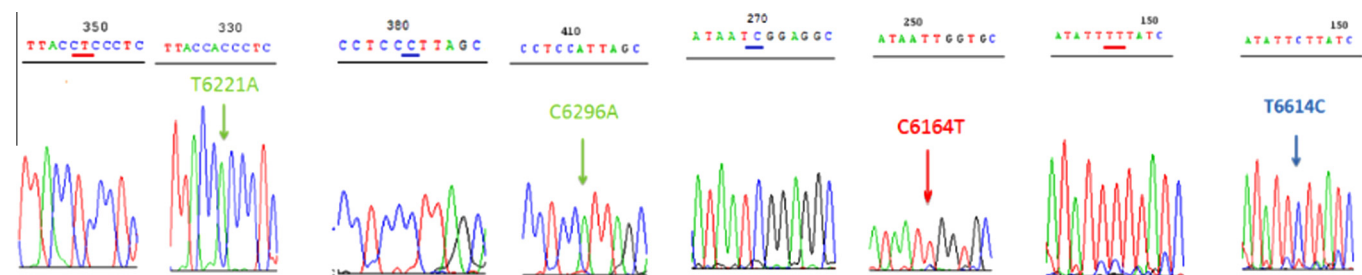 350
TTACCTCCCTC
330
TTACCACCCTC
T6221A
380
CCTCCCTTAGC
410
CCTCCATTAGC
C6296A
270
ATAATCGGAGGC
250
ATAATTGGTGC
C6164T
150
ATATTTTTATC
150
ATATTCTTATC
T6614C